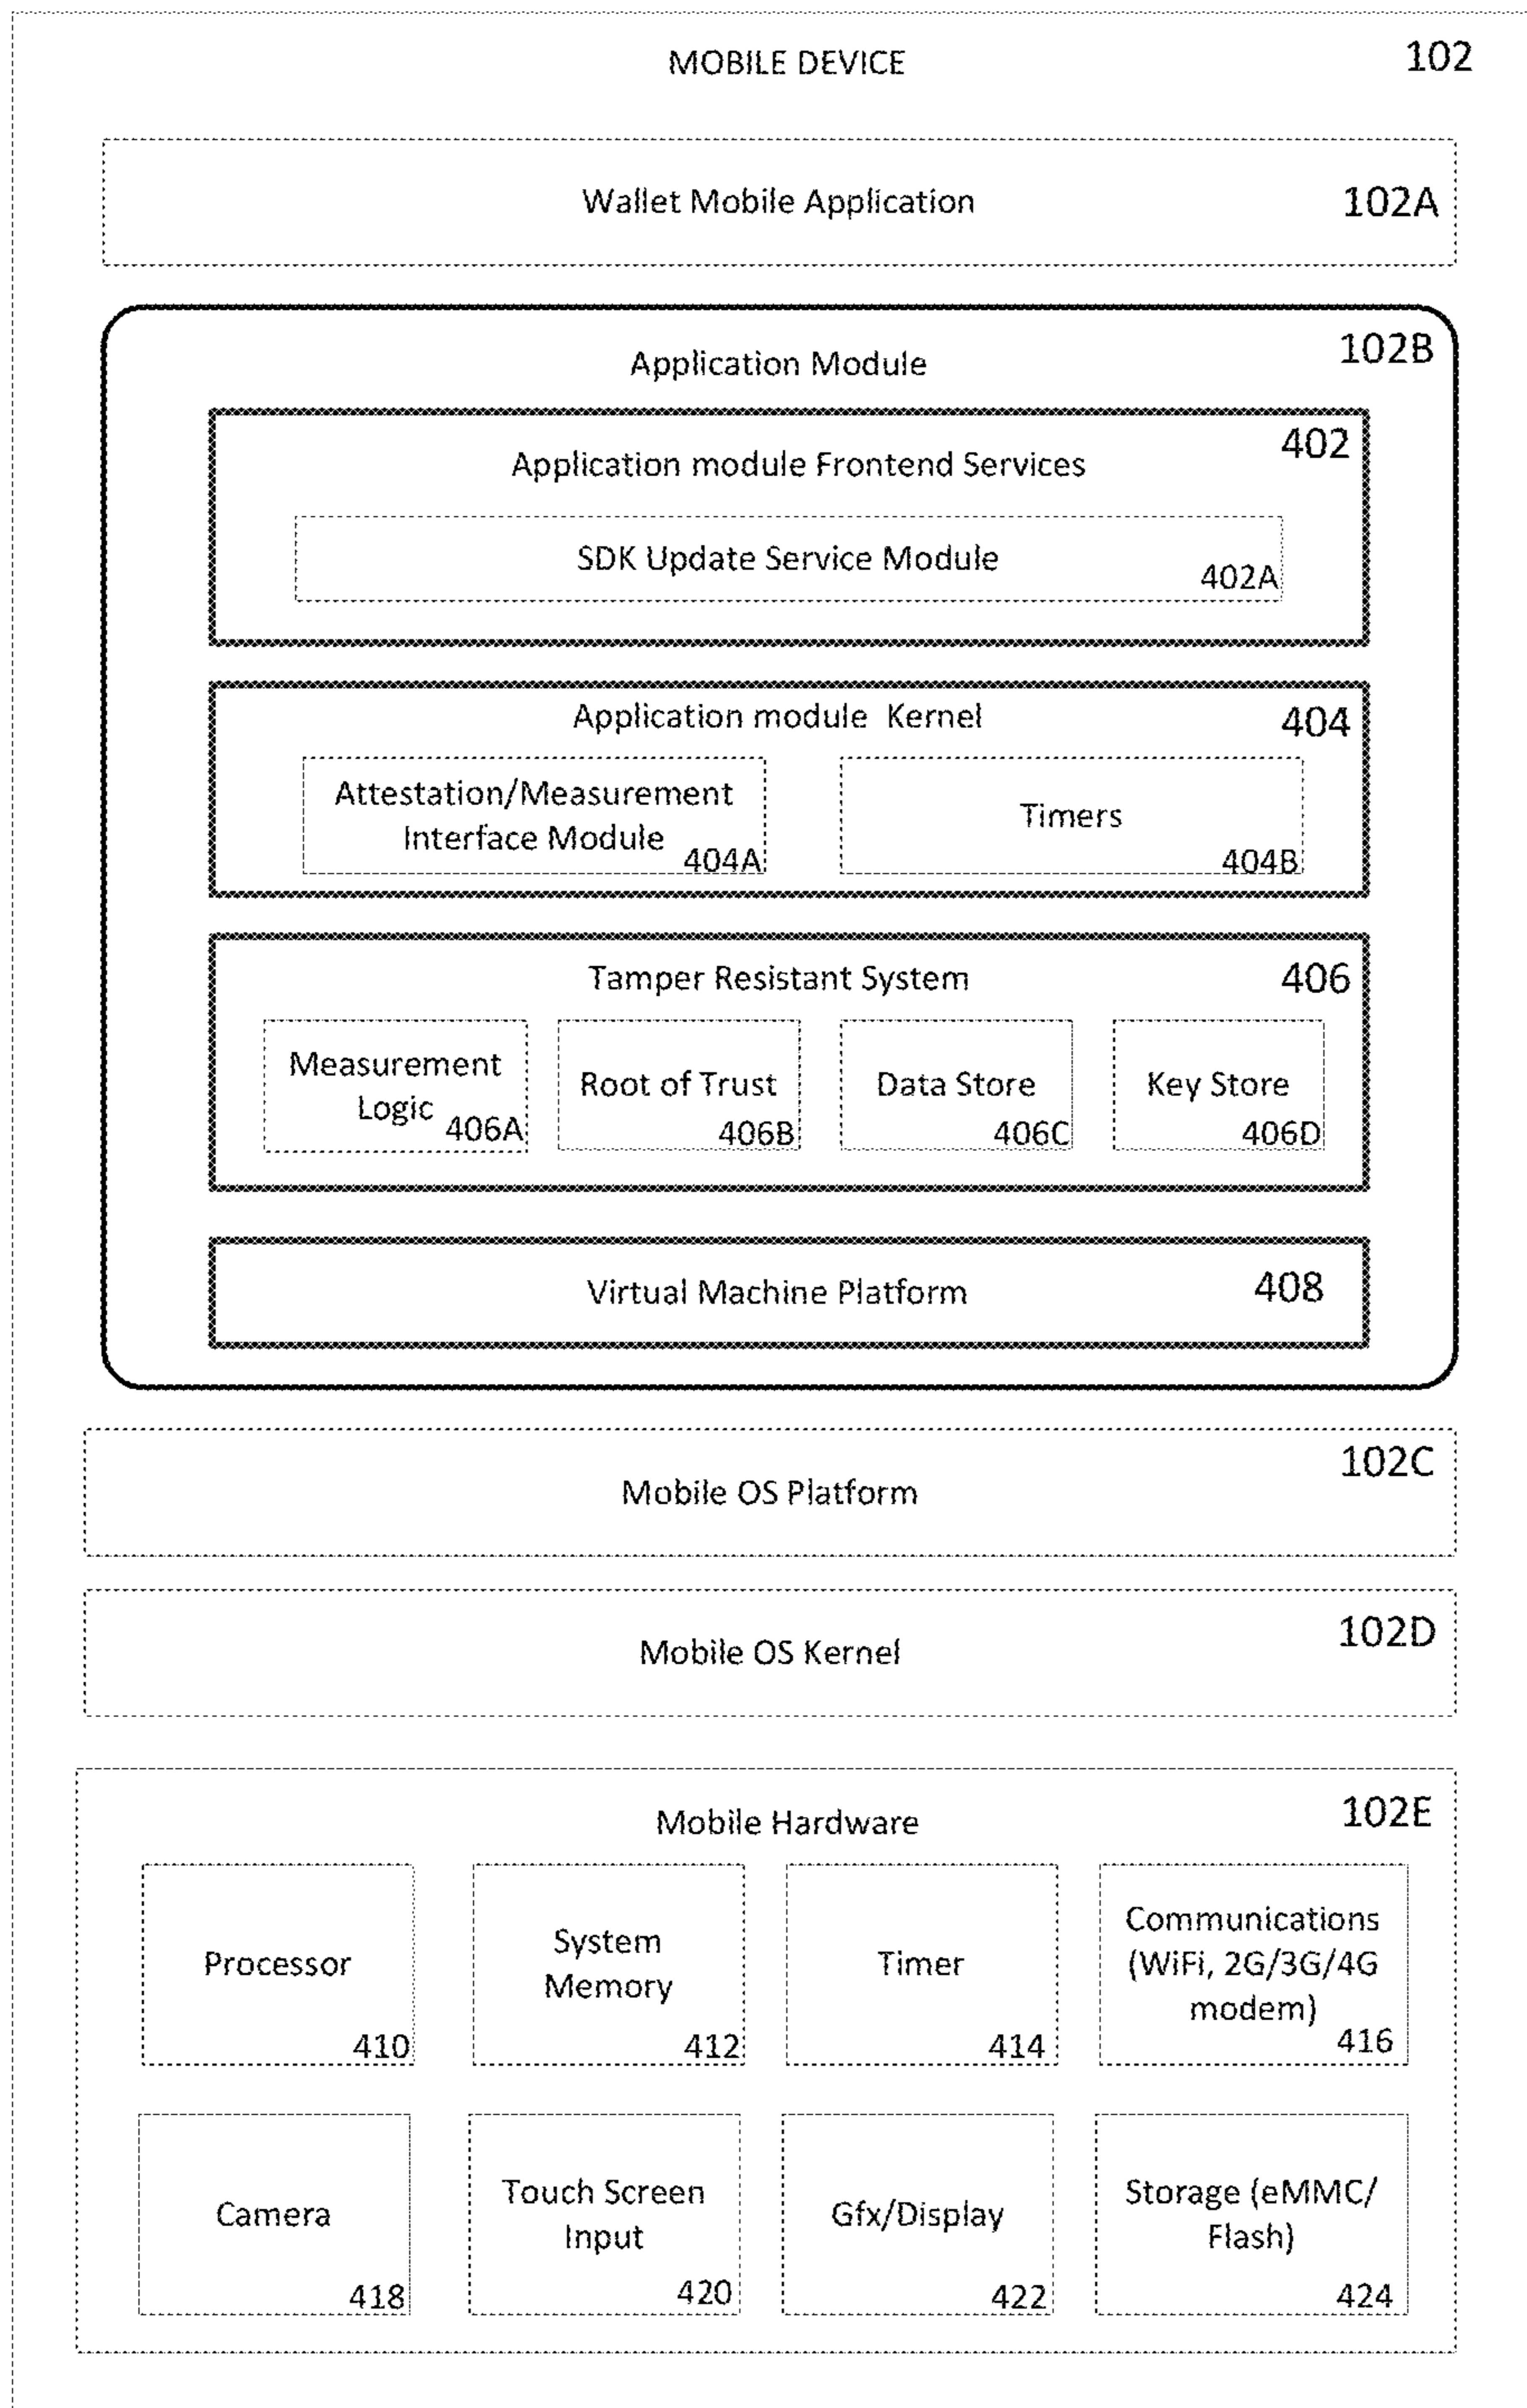 MOBILE DEVICE 102
Wallet Mobile Application 102A
102B
Application Module
402
Application module Frontend Services
SDK Update Service Module
402A
Application module Kernel 404
Attestation/Measurement
Interface Module
404A
Timers
404B
Tamper Resistant System 406
Measurement
Logic
406A
Root of Trust
406B
Data Store
406C
Key Store
406D
Virtual Machine Platform 408
102C
Mobile OS Platform
102D
Mobile OS Kernel
102E
Mobile Hardware
Processor
410
System
Memory
412
Timer
414
Communications
(WiFi, 2G/3G/4G
modem)
416
Camera
418
Touch Screen
Input
420
Gfx/Display
422
Storage (eMMC/
Flash)
424